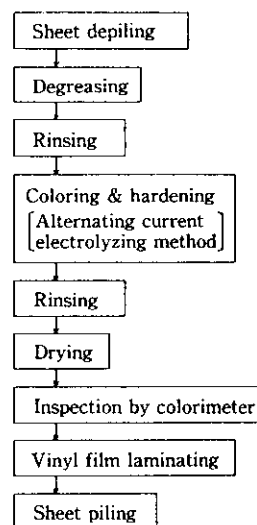 Sheet depiling
Degreasing
Rinsing
Coloring & hardening
[Alternating current
electrolyzing method]
Rinsing
Drying
Inspection by colorimeter
Vinyl film laminating
Sheet piling